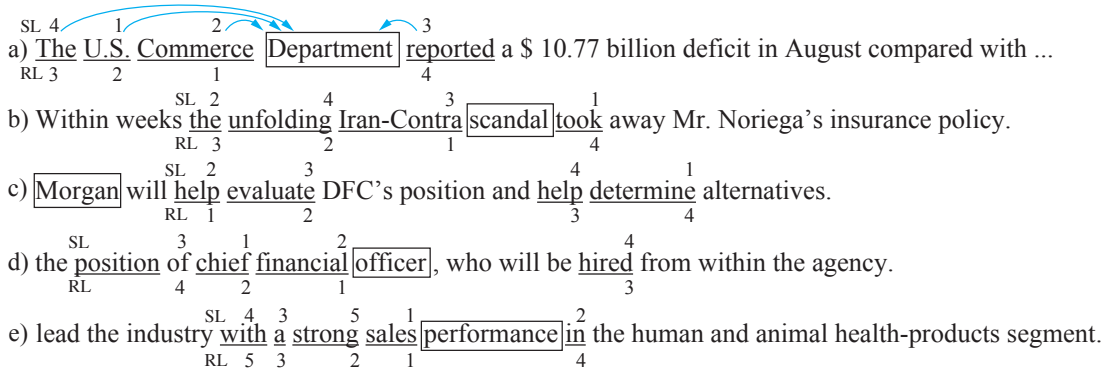 SL 4 1 2 3
a) The U.S. Commerce Department reported a $ 10.77 billion deficit in August compared with ...
RL 3 2 1 4
SL 2 4 3 1
b) Within weeks the unfolding Iran-Contra scandal took away Mr. Noriega's insurance policy.
RL 3 2 1 4
SL 2 3 4 1
c) Morgan will help evaluate DFC's position and help determine alternatives.
RL 1 2 3 4
SL 3 1 2 4
d) the position of chief financial officer, who will be hired from within the agency.
RL 4 2 1 3
SL 4 3 5 1 2
e) lead the industry with a strong sales performance in the human and animal health-products segment.
RL 5 3 2 1 4